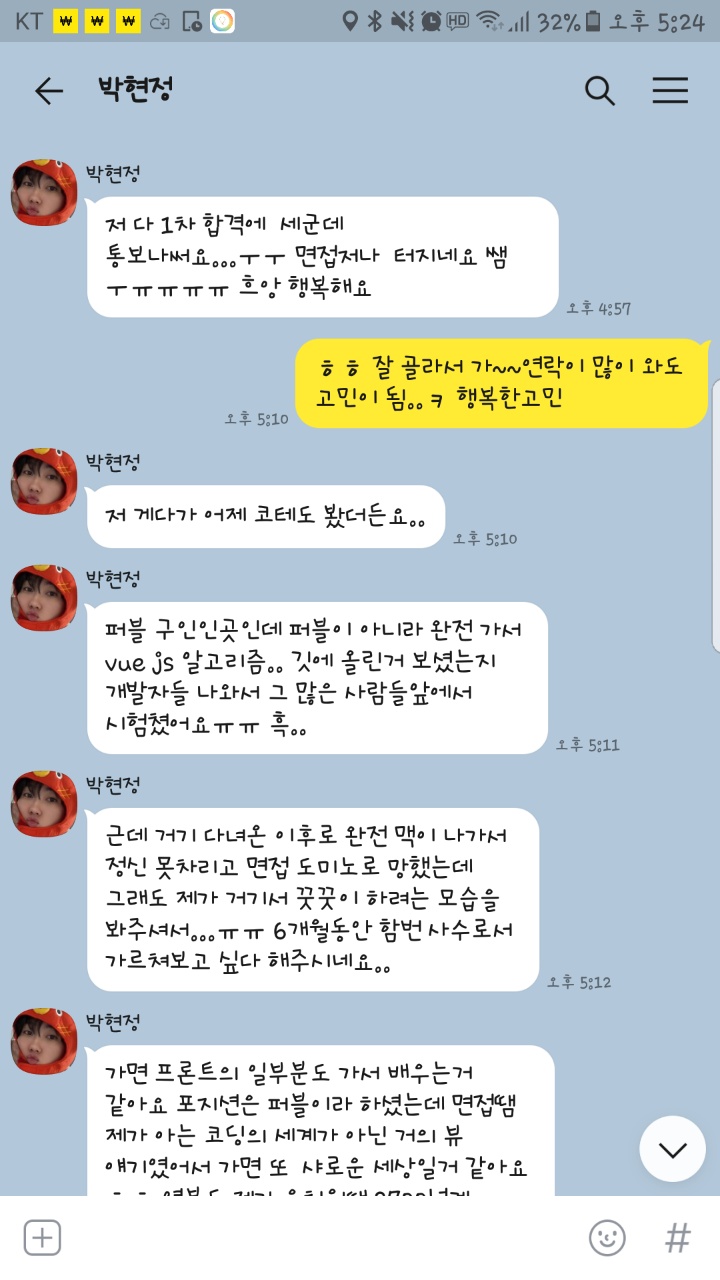 KT ₩ ₩ ₩ HD 32% 오후 5:24
박현정
박현정
저 다 1차 합격에 세군데
통보나써요...ㅜㅜ 면접저나 터지네요 쌤
ㅜㅠㅠㅠㅠ 흐앙 행복해요
오후 4:57
ㅎㅎ 잘 골라서 가~~연락이 많이 와도
고민이 됨.. ㅋ 행복한고민
오후 5:10
박현정
저 게다가 어제 코테도 봤더든요..
오후 5:10
박현정
퍼블 구인인곳인데 퍼블이 아니라 완전 가서
vue js 알고리즘.. 깃에 올린거 보셨는지
개발자들 나와서 그 많은 사람들앞에서
시험쳤어요ㅠㅠ 흑..
오후 5:11
박현정
근데 거기 다녀온 이후로 완전 맥이 나가서
정신 못차리고 면접 도미노로 망했는데
그래도 제가 거기서 꿋꿋이 하려는 모습을
봐주셔서...ㅠㅠ 6개월동안 함번 사수로서
가르쳐보고 싶다 해주시네요..
오후 5:12
박현정
가면 프론트의 일부분도 가서 배우는거
같아요 포지션은 퍼블이라 하셨는데 면접땜
제가 아는 코딩의 세계가 아닌 거의 뷰
얘기였어서 가면 또 샤로운 세상일거 같아요